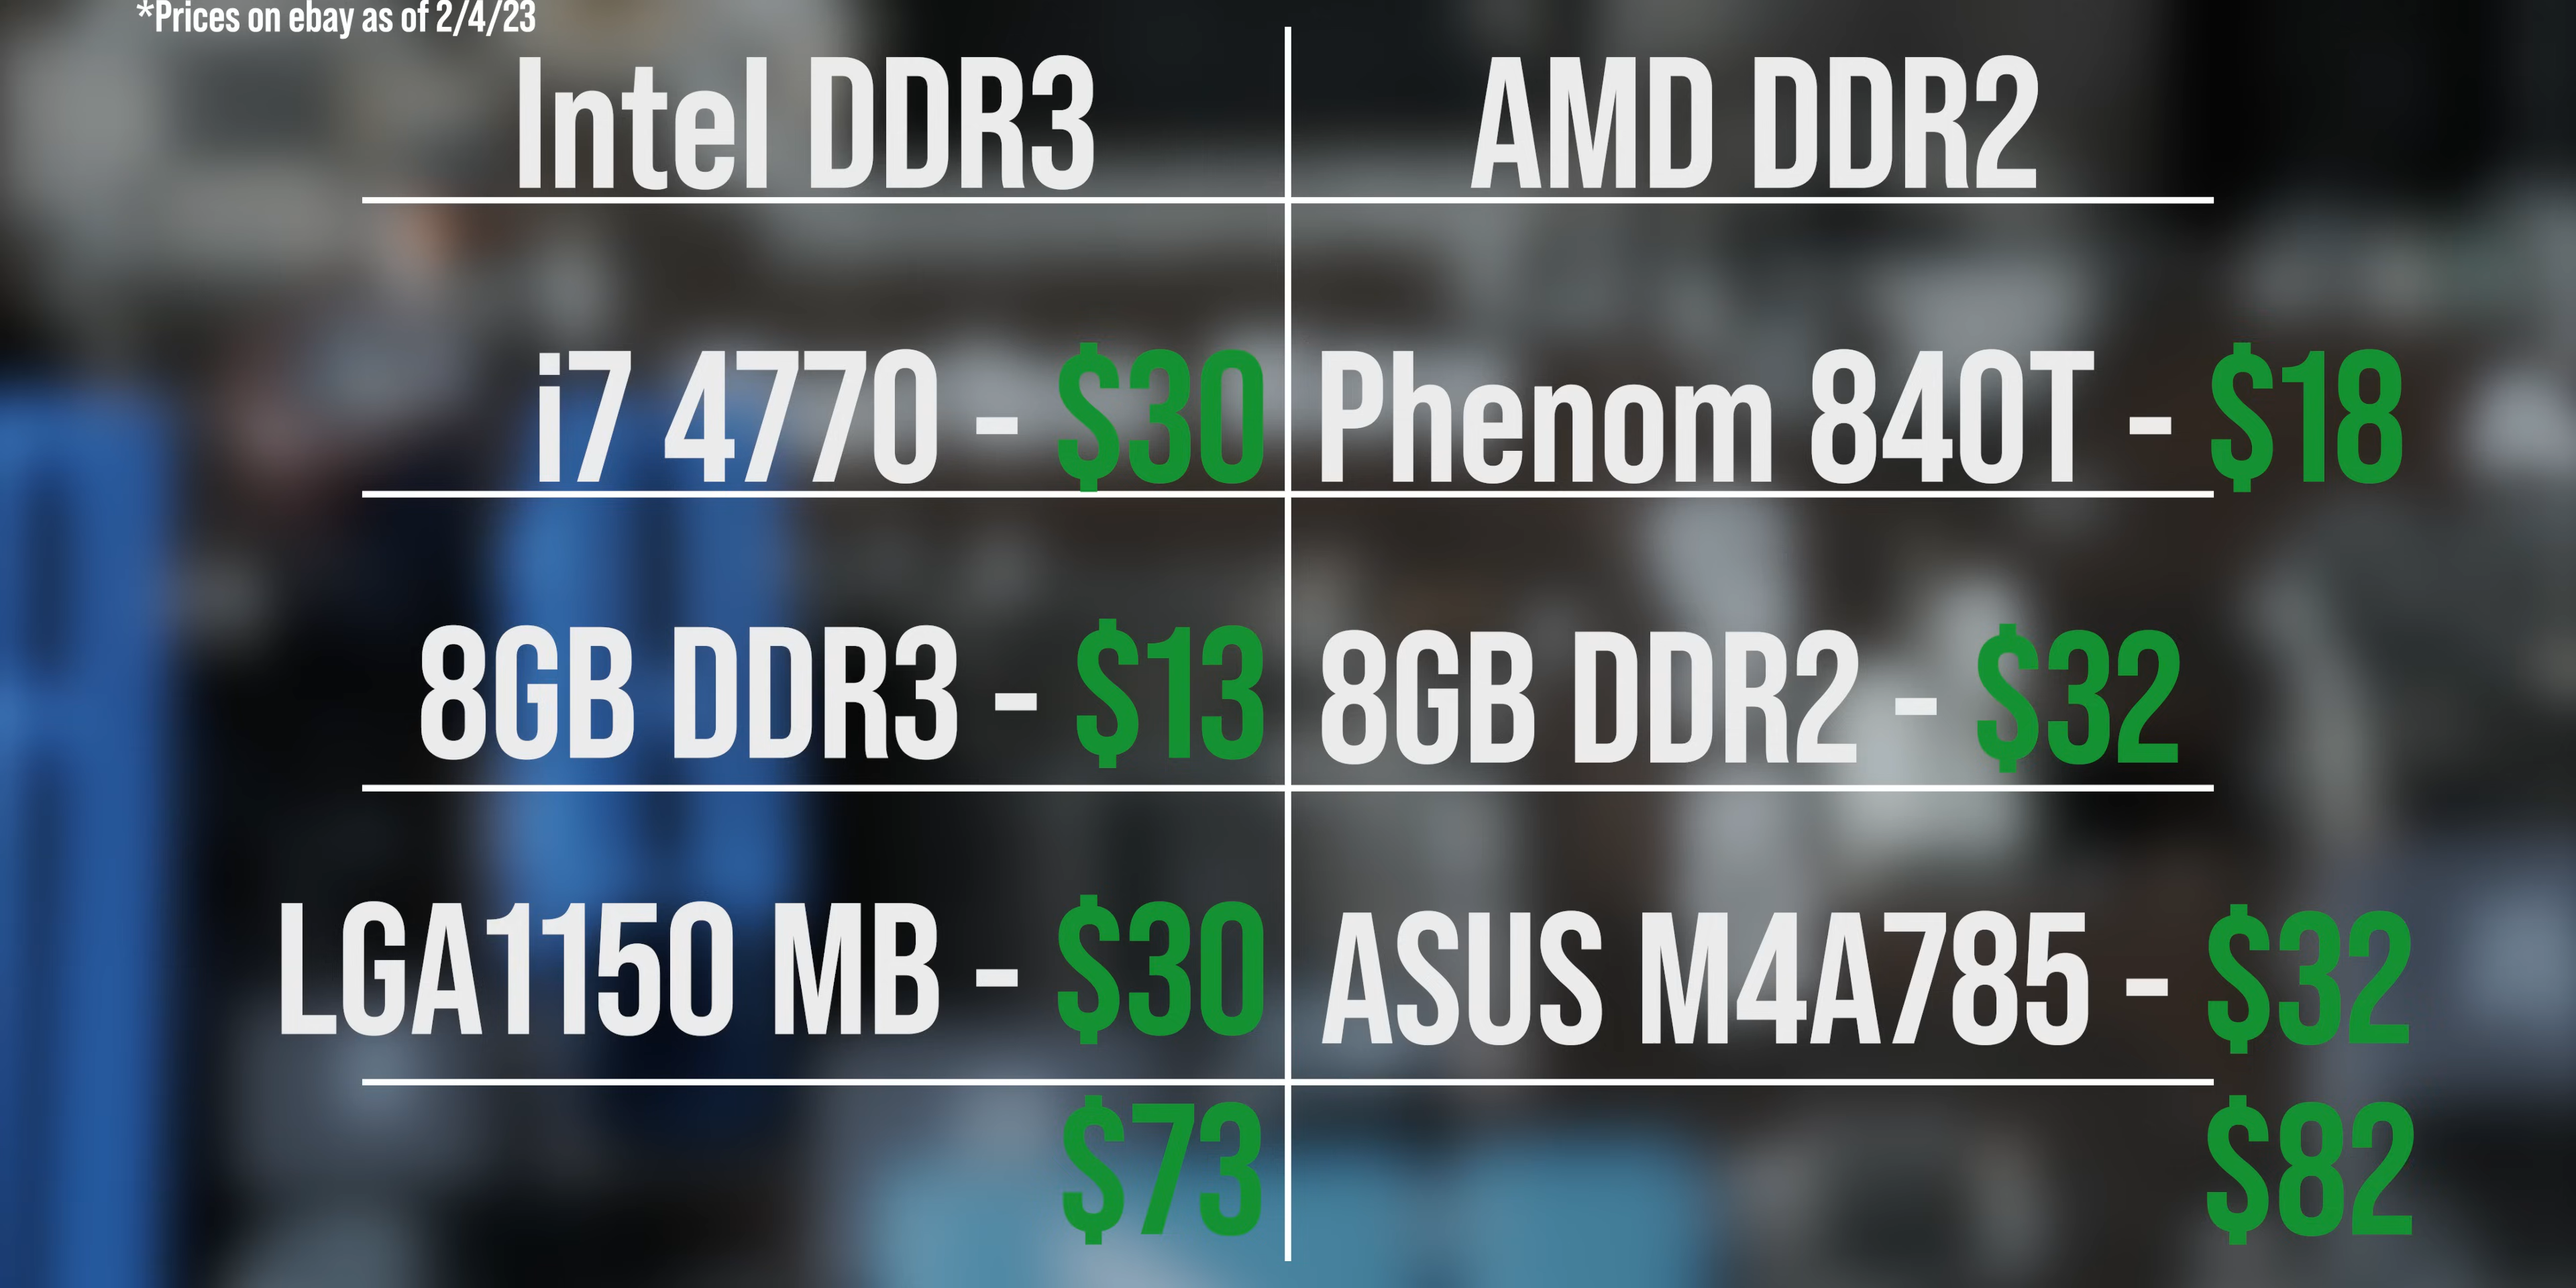 *Prices on ebay as of 2/4/23
Intel DDR3
AMD DDR2
i7 4770 - $30
Phenom 840T - $18
8GB DDR3 - $13
8GB DDR2 - $32
LGA1150 MB - $30
ASUS M4A785 - $32
$73
$82